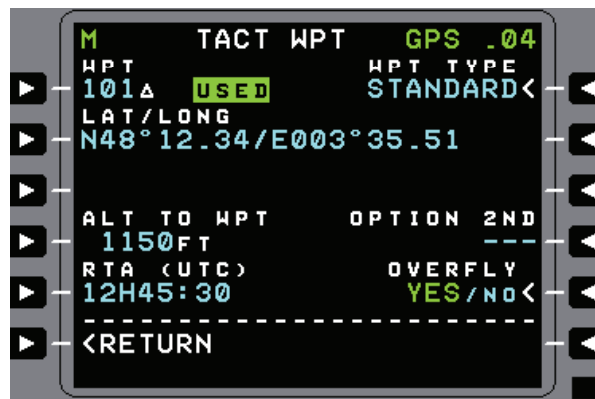 M TACT WPT GPS .04
WPT WPT TYPE
101∆ USED STANDARD<
LAT/LONG
N48°12.34/E003°35.51
ALT TO WPT OPTION 2ND
1150FT ---
RTA (UTC) OVERFLY
12H45:30 YES/NO<
--------------------------
<RETURN